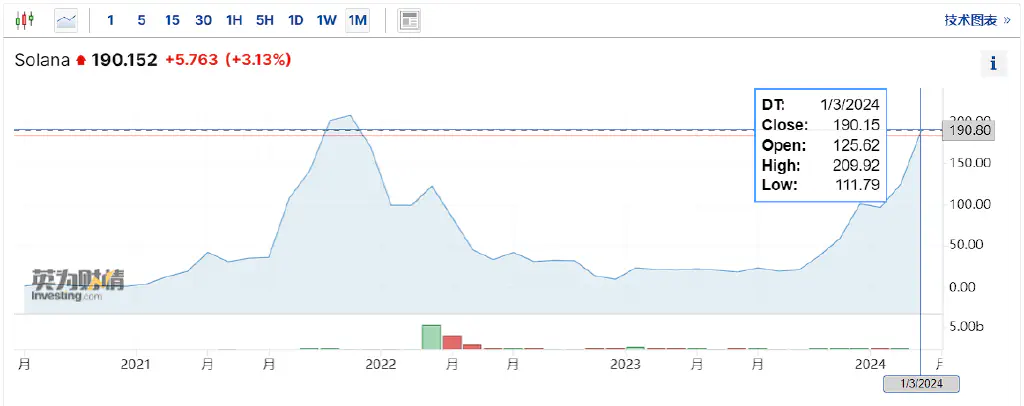 1 5 15 30 1H 5H 1D 1W 1M
技术图表 »
Solana 190.152 +5.763 (+3.13%)
i
DT: 1/3/2024
Close: 190.15
Open: 125.62
High: 209.92
Low: 111.79
200.00
190.80
150.00
100.00
50.00
0.00
5.00b
英为财情
Investing.com
月 2021 月 月 2022 月 月 2023 月 月 2024 月
1/3/2024